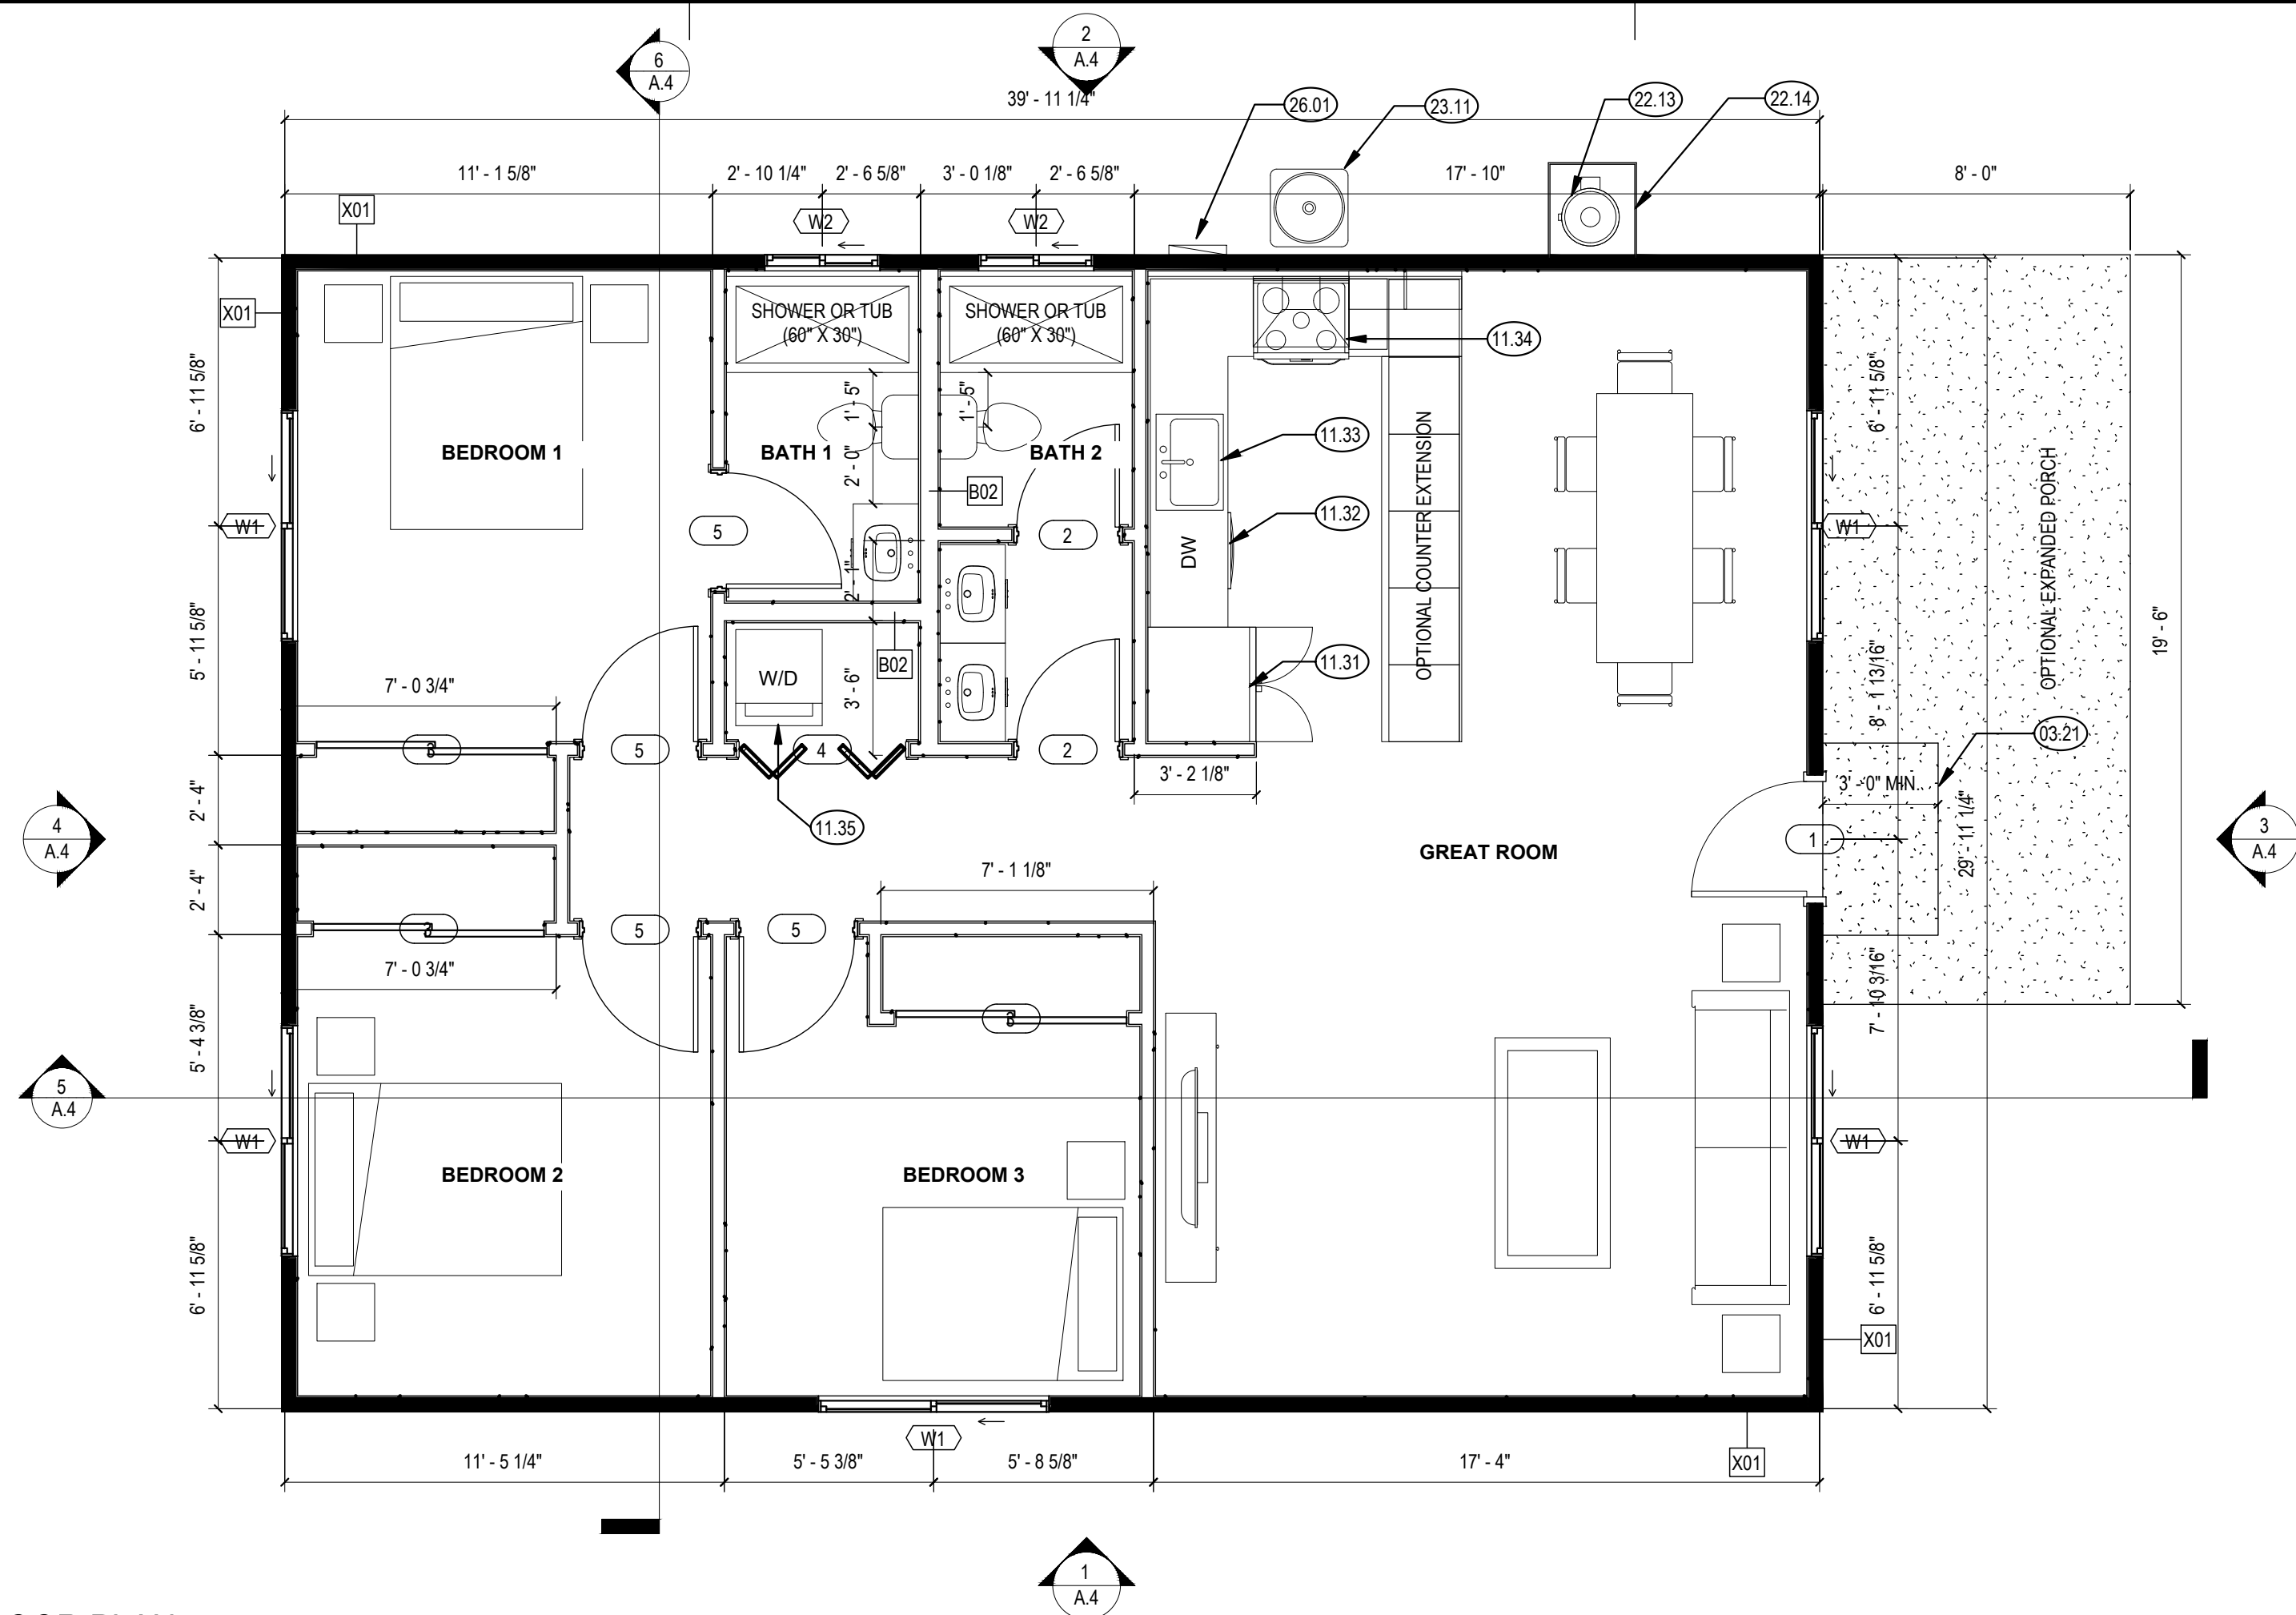 6
A.4
2
A.4
39' - 11 1/4"
26.01
23.11
22.13
22.14
11' - 1 5/8"
2' - 10 1/4"
2' - 6 5/8"
3' - 0 1/8"
2' - 6 5/8"
17' - 10"
8' - 0"
X01
W2
W2
X01
SHOWER OR TUB
(60" X 30")
SHOWER OR TUB
(60" X 30")
11.34
6' - 11 5/8"
1' - 5"
1' - 5"
6' - 11 5/8"
BEDROOM 1
BATH 1
BATH 2
11.33
2' - 0"
B02
OPTIONAL COUNTER EXTENSION
OPTIONAL EXPANDED PORCH
W1
5
2
11.32
W1
DW
2' - 1"
5' - 11 5/8"
19' - 6"
B02
11.31
W/D
7' - 0 3/4"
3' - 6"
8' - 1 13/16"
03.21
3
5
4
2
3' - 2 1/8"
3' - 0" MIN.
2' - 4"
4
A.4
11.35
29' - 11 1/4"
1
3
A.4
GREAT ROOM
7' - 1 1/8"
2' - 4"
3
5
5
7' - 0 3/4"
7' - 10 3/16"
3
5' - 4 3/8"
5
A.4
W1
W1
BEDROOM 2
BEDROOM 3
6' - 11 5/8"
6' - 11 5/8"
X01
W1
11' - 5 1/4"
5' - 5 3/8"
5' - 8 5/8"
17' - 4"
X01
1
A.4